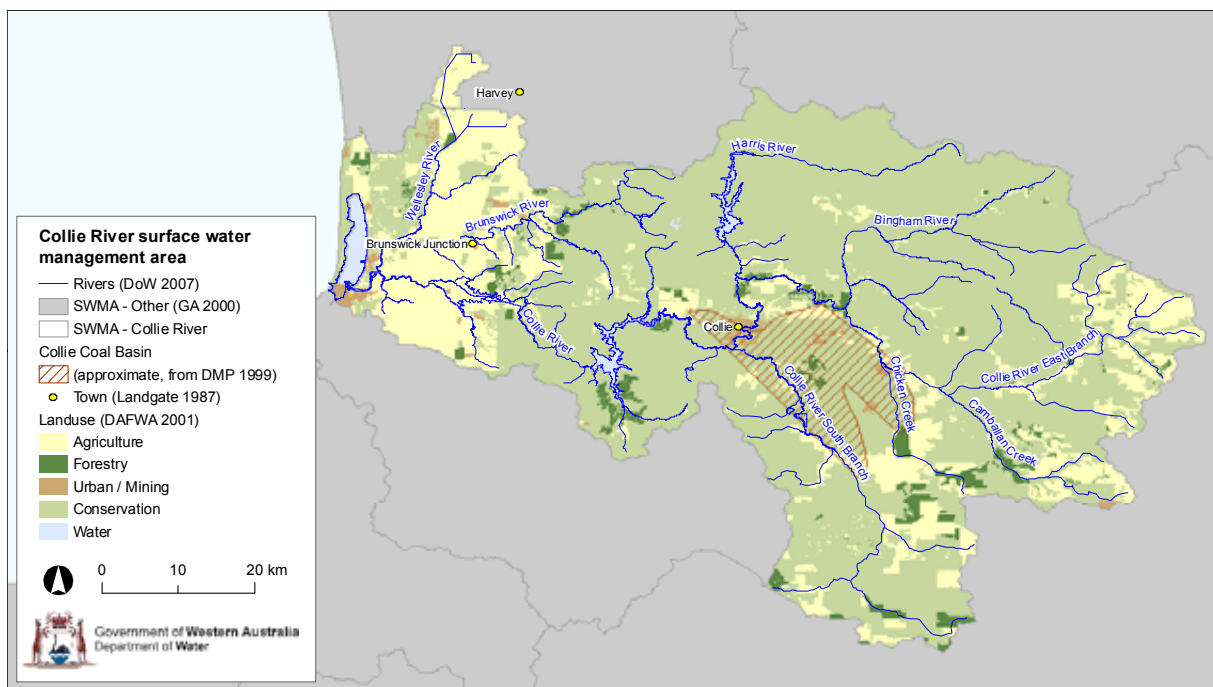 Harvey
Harris River
Wellesley River
Bingham River
Brunswick River
Brunswick Junction
Collie River
Collie
Collie River East Branch
Chicken Creek
Collie River South Branch
Camballan Creek
Collie River surface water
management area
Rivers (DoW 2007)
SWMA - Other (GA 2000)
SWMA - Collie River
Collie Coal Basin
(approximate, from DMP 1999)
Town (Landgate 1987)
Landuse (DAFWA 2001)
Agriculture
Forestry
Urban / Mining
Conservation
Water
0 10 20 km
Government of Western Australia
Department of Water